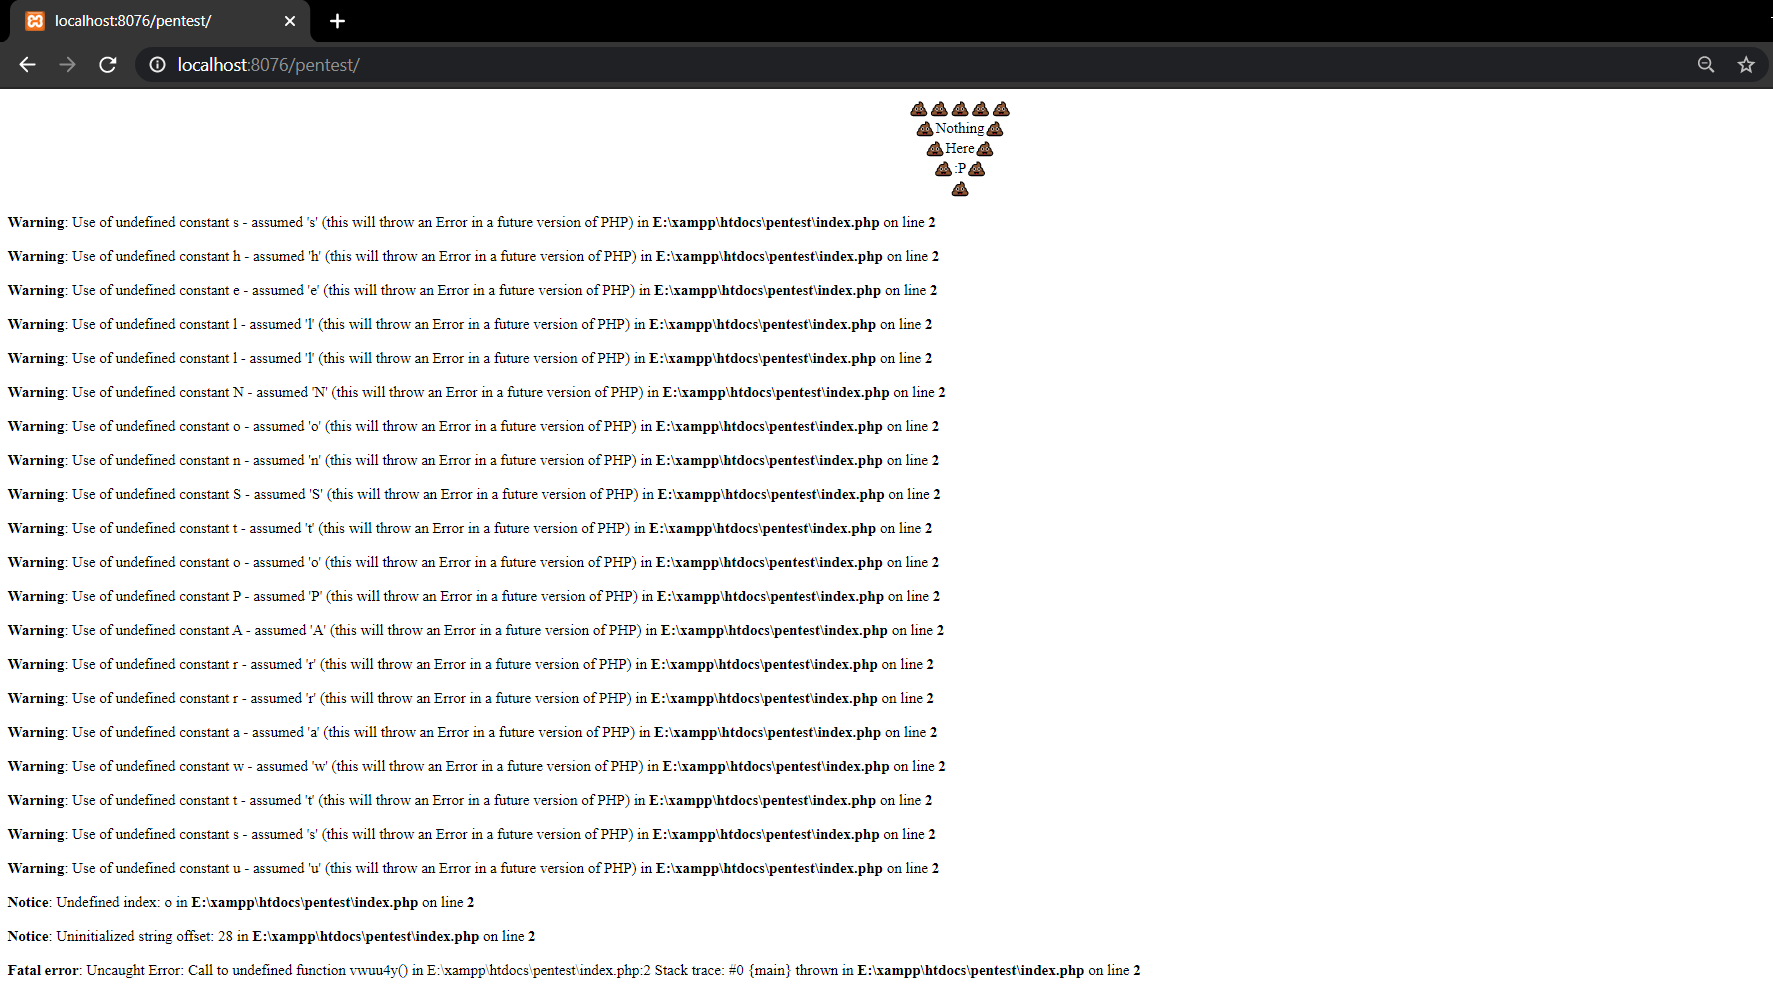 localhost:8076/pentest/
localhost:8076/pentest/
💩💩💩💩💩
💩Nothing💩
💩Here💩
💩:P💩
💩
Warning: Use of undefined constant s - assumed 's' (this will throw an Error in a future version of PHP) in E:\xampp\htdocs\pentest\index.php on line 2
Warning: Use of undefined constant h - assumed 'h' (this will throw an Error in a future version of PHP) in E:\xampp\htdocs\pentest\index.php on line 2
Warning: Use of undefined constant e - assumed 'e' (this will throw an Error in a future version of PHP) in E:\xampp\htdocs\pentest\index.php on line 2
Warning: Use of undefined constant l - assumed 'l' (this will throw an Error in a future version of PHP) in E:\xampp\htdocs\pentest\index.php on line 2
Warning: Use of undefined constant l - assumed 'l' (this will throw an Error in a future version of PHP) in E:\xampp\htdocs\pentest\index.php on line 2
Warning: Use of undefined constant N - assumed 'N' (this will throw an Error in a future version of PHP) in E:\xampp\htdocs\pentest\index.php on line 2
Warning: Use of undefined constant o - assumed 'o' (this will throw an Error in a future version of PHP) in E:\xampp\htdocs\pentest\index.php on line 2
Warning: Use of undefined constant n - assumed 'n' (this will throw an Error in a future version of PHP) in E:\xampp\htdocs\pentest\index.php on line 2
Warning: Use of undefined constant S - assumed 'S' (this will throw an Error in a future version of PHP) in E:\xampp\htdocs\pentest\index.php on line 2
Warning: Use of undefined constant t - assumed 't' (this will throw an Error in a future version of PHP) in E:\xampp\htdocs\pentest\index.php on line 2
Warning: Use of undefined constant o - assumed 'o' (this will throw an Error in a future version of PHP) in E:\xampp\htdocs\pentest\index.php on line 2
Warning: Use of undefined constant P - assumed 'P' (this will throw an Error in a future version of PHP) in E:\xampp\htdocs\pentest\index.php on line 2
Warning: Use of undefined constant A - assumed 'A' (this will throw an Error in a future version of PHP) in E:\xampp\htdocs\pentest\index.php on line 2
Warning: Use of undefined constant r - assumed 'r' (this will throw an Error in a future version of PHP) in E:\xampp\htdocs\pentest\index.php on line 2
Warning: Use of undefined constant r - assumed 'r' (this will throw an Error in a future version of PHP) in E:\xampp\htdocs\pentest\index.php on line 2
Warning: Use of undefined constant a - assumed 'a' (this will throw an Error in a future version of PHP) in E:\xampp\htdocs\pentest\index.php on line 2
Warning: Use of undefined constant w - assumed 'w' (this will throw an Error in a future version of PHP) in E:\xampp\htdocs\pentest\index.php on line 2
Warning: Use of undefined constant t - assumed 't' (this will throw an Error in a future version of PHP) in E:\xampp\htdocs\pentest\index.php on line 2
Warning: Use of undefined constant s - assumed 's' (this will throw an Error in a future version of PHP) in E:\xampp\htdocs\pentest\index.php on line 2
Warning: Use of undefined constant u - assumed 'u' (this will throw an Error in a future version of PHP) in E:\xampp\htdocs\pentest\index.php on line 2
Notice: Undefined index: o in E:\xampp\htdocs\pentest\index.php on line 2
Notice: Uninitialized string offset: 28 in E:\xampp\htdocs\pentest\index.php on line 2
Fatal error: Uncaught Error: Call to undefined function vwuu4y() in E:\xampp\htdocs\pentest\index.php:2 Stack trace: #0 {main} thrown in E:\xampp\htdocs\pentest\index.php on line 2